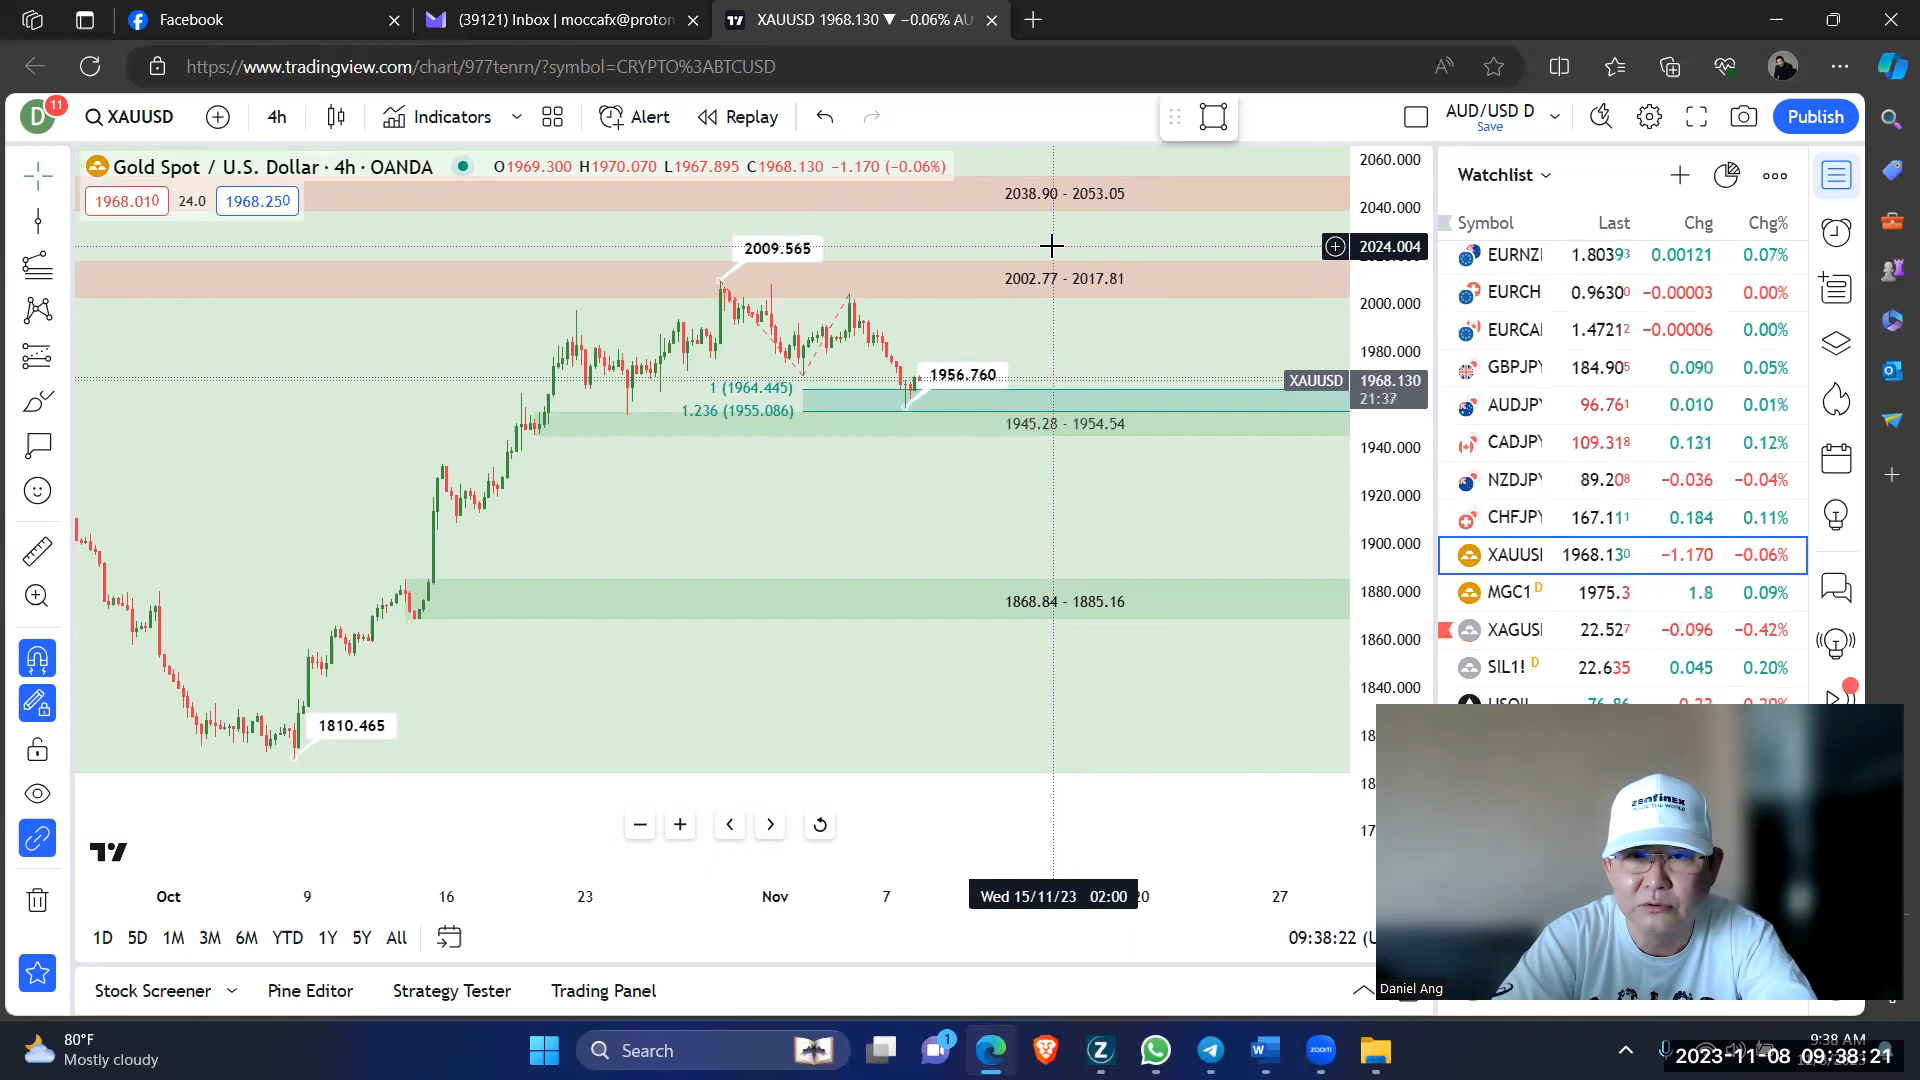 Facebook
(39121) Inbox | moccafx@proton
XAUUSD 1968.130 ▼ −0.06% AU
https://www.tradingview.com/chart/977tenrn/?symbol=CRYPTO%3ABTCUSD
D 11 XAUUSD 4h Indicators Alert Replay AUD/USD D Save Publish
Gold Spot / U.S. Dollar · 4h · OANDA O1969.300 H1970.070 L1967.895 C1968.130 −1.170 (−0.06%)
1968.010 24.0 1968.250
2038.90 - 2053.05
2009.565
2002.77 - 2017.81
1956.760
1 (1964.445)
1.236 (1955.086)
1945.28 - 1954.54
1868.84 - 1885.16
1810.465
2060.000
2040.000
2024.004
2000.000
1980.000
XAUUSD 1968.130
21:37
1940.000
1920.000
1900.000
1880.000
1860.000
1840.000
Oct 9 16 23 Nov 7 Wed 15/11/23 02:00 20 27
1D 5D 1M 3M 6M YTD 1Y 5Y All
09:38:22 (U
Stock Screener Pine Editor Strategy Tester Trading Panel
Watchlist
Symbol Last Chg Chg%
EURNZ 1.80393 0.00121 0.07%
EURCH 0.96300 −0.00003 0.00%
EURCA 1.47212 −0.00006 0.00%
GBPJPY 184.905 0.090 0.05%
AUDJPY 96.761 0.010 0.01%
CADJPY 109.318 0.131 0.12%
NZDJPY 89.208 −0.036 −0.04%
CHFJPY 167.111 0.184 0.11%
XAUUS 1968.130 −1.170 −0.06%
MGC1 D 1975.3 1.8 0.09%
XAGUS 22.527 −0.096 −0.42%
SIL1! D 22.635 0.045 0.20%
zenfinex
Daniel Ang
80°F
Mostly cloudy
Search
1
zoom
9:38 AM
2023-11-08 09:38:21